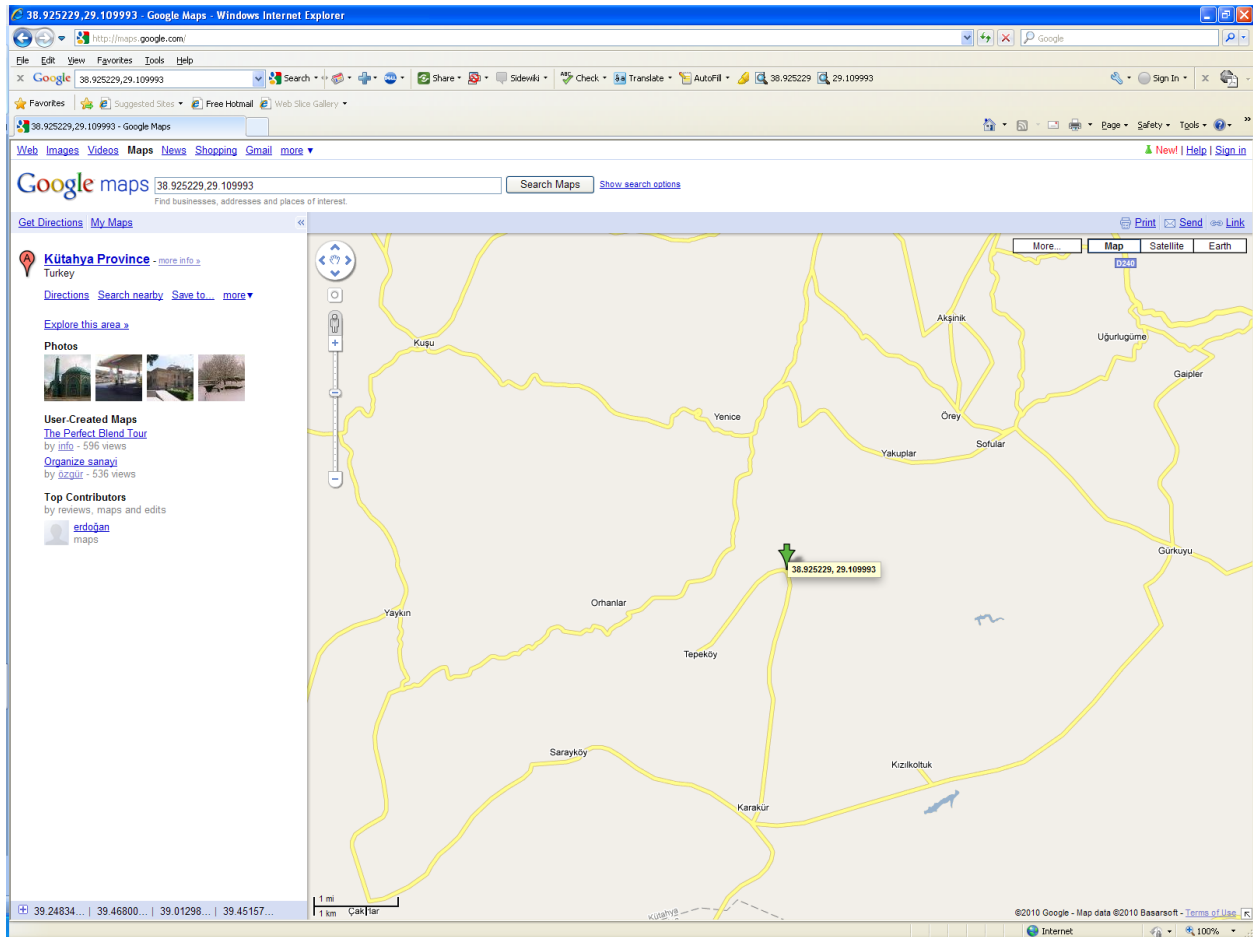 38.925229,29.109993 - Google Maps - Windows Internet Explorer
http://maps.google.com/
Google
File Edit View Favorites Tools Help
x Google 38.925229,29.109993 Search Share Sidewiki Check Translate AutoFill 38.925229 29.109993 Sign In x
Favorites Suggested Sites Free Hotmail Web Slice Gallery
38.925229,29.109993 - Google Maps
Page Safety Tools »
Web Images Videos Maps News Shopping Gmail more ▼
New! | Help | Sign in
Google maps 38.925229,29.109993 Search Maps Show search options
Find businesses, addresses and places of interest.
Get Directions My Maps «
Print Send Link
A Kütahya Province - more info »
Turkey
Directions Search nearby Save to... more▼
Explore this area »
Photos
User-Created Maps
The Perfect Blend Tour
by info - 596 views
Organize sanayi
by özgür - 536 views
Top Contributors
by reviews, maps and edits
erdoğan
maps
39.24834... | 39.46800... | 39.01298... | 39.45157...
More... Map Satellite Earth
D240
Akşinik
Uğurlugüme
Kuşu
Gaipler
Yenice
Örey
Sofular
Yakuplar
Gürkuyu
38.925229, 29.109993
Orhanlar
Yaykın
Tepeköy
Sarayköy
Kızılkoltuk
Karakür
1 mi
1 km
Kütahya
©2010 Google - Map data ©2010 Basarsoft - Terms of Use
Internet 100%